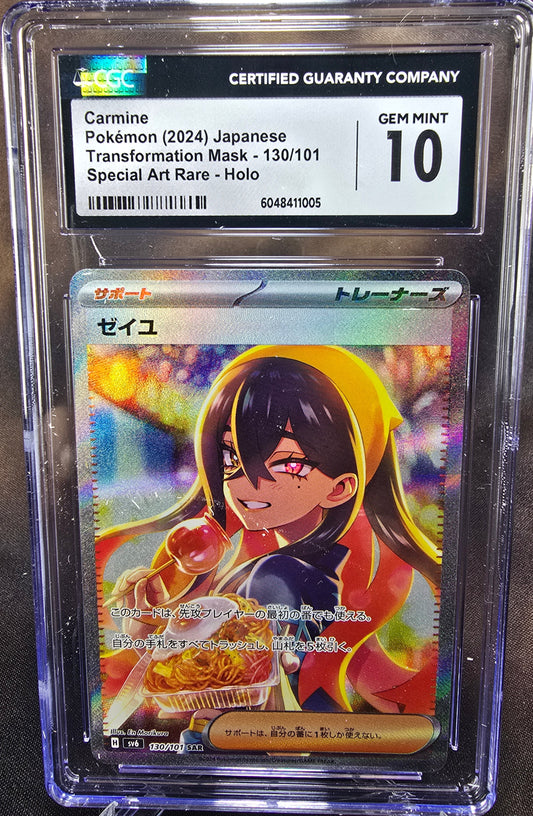 CGC
CERTIFIED GUARANTY COMPANY
Carmine
Pokémon (2024) Japanese
Transformation Mask - 130/101
Special Art Rare - Holo
GEM MINT
10
6048411005
サポート
トレーナーズ
ゼイユ
このカードは、先攻プレイヤーの最初の番でも使える。
自分の手札をすべてトラッシュし、山札を5枚引く。
Illus. En Morikura
サポートは、自分の番に1枚しか使えない。
H sv6 130/101 SAR